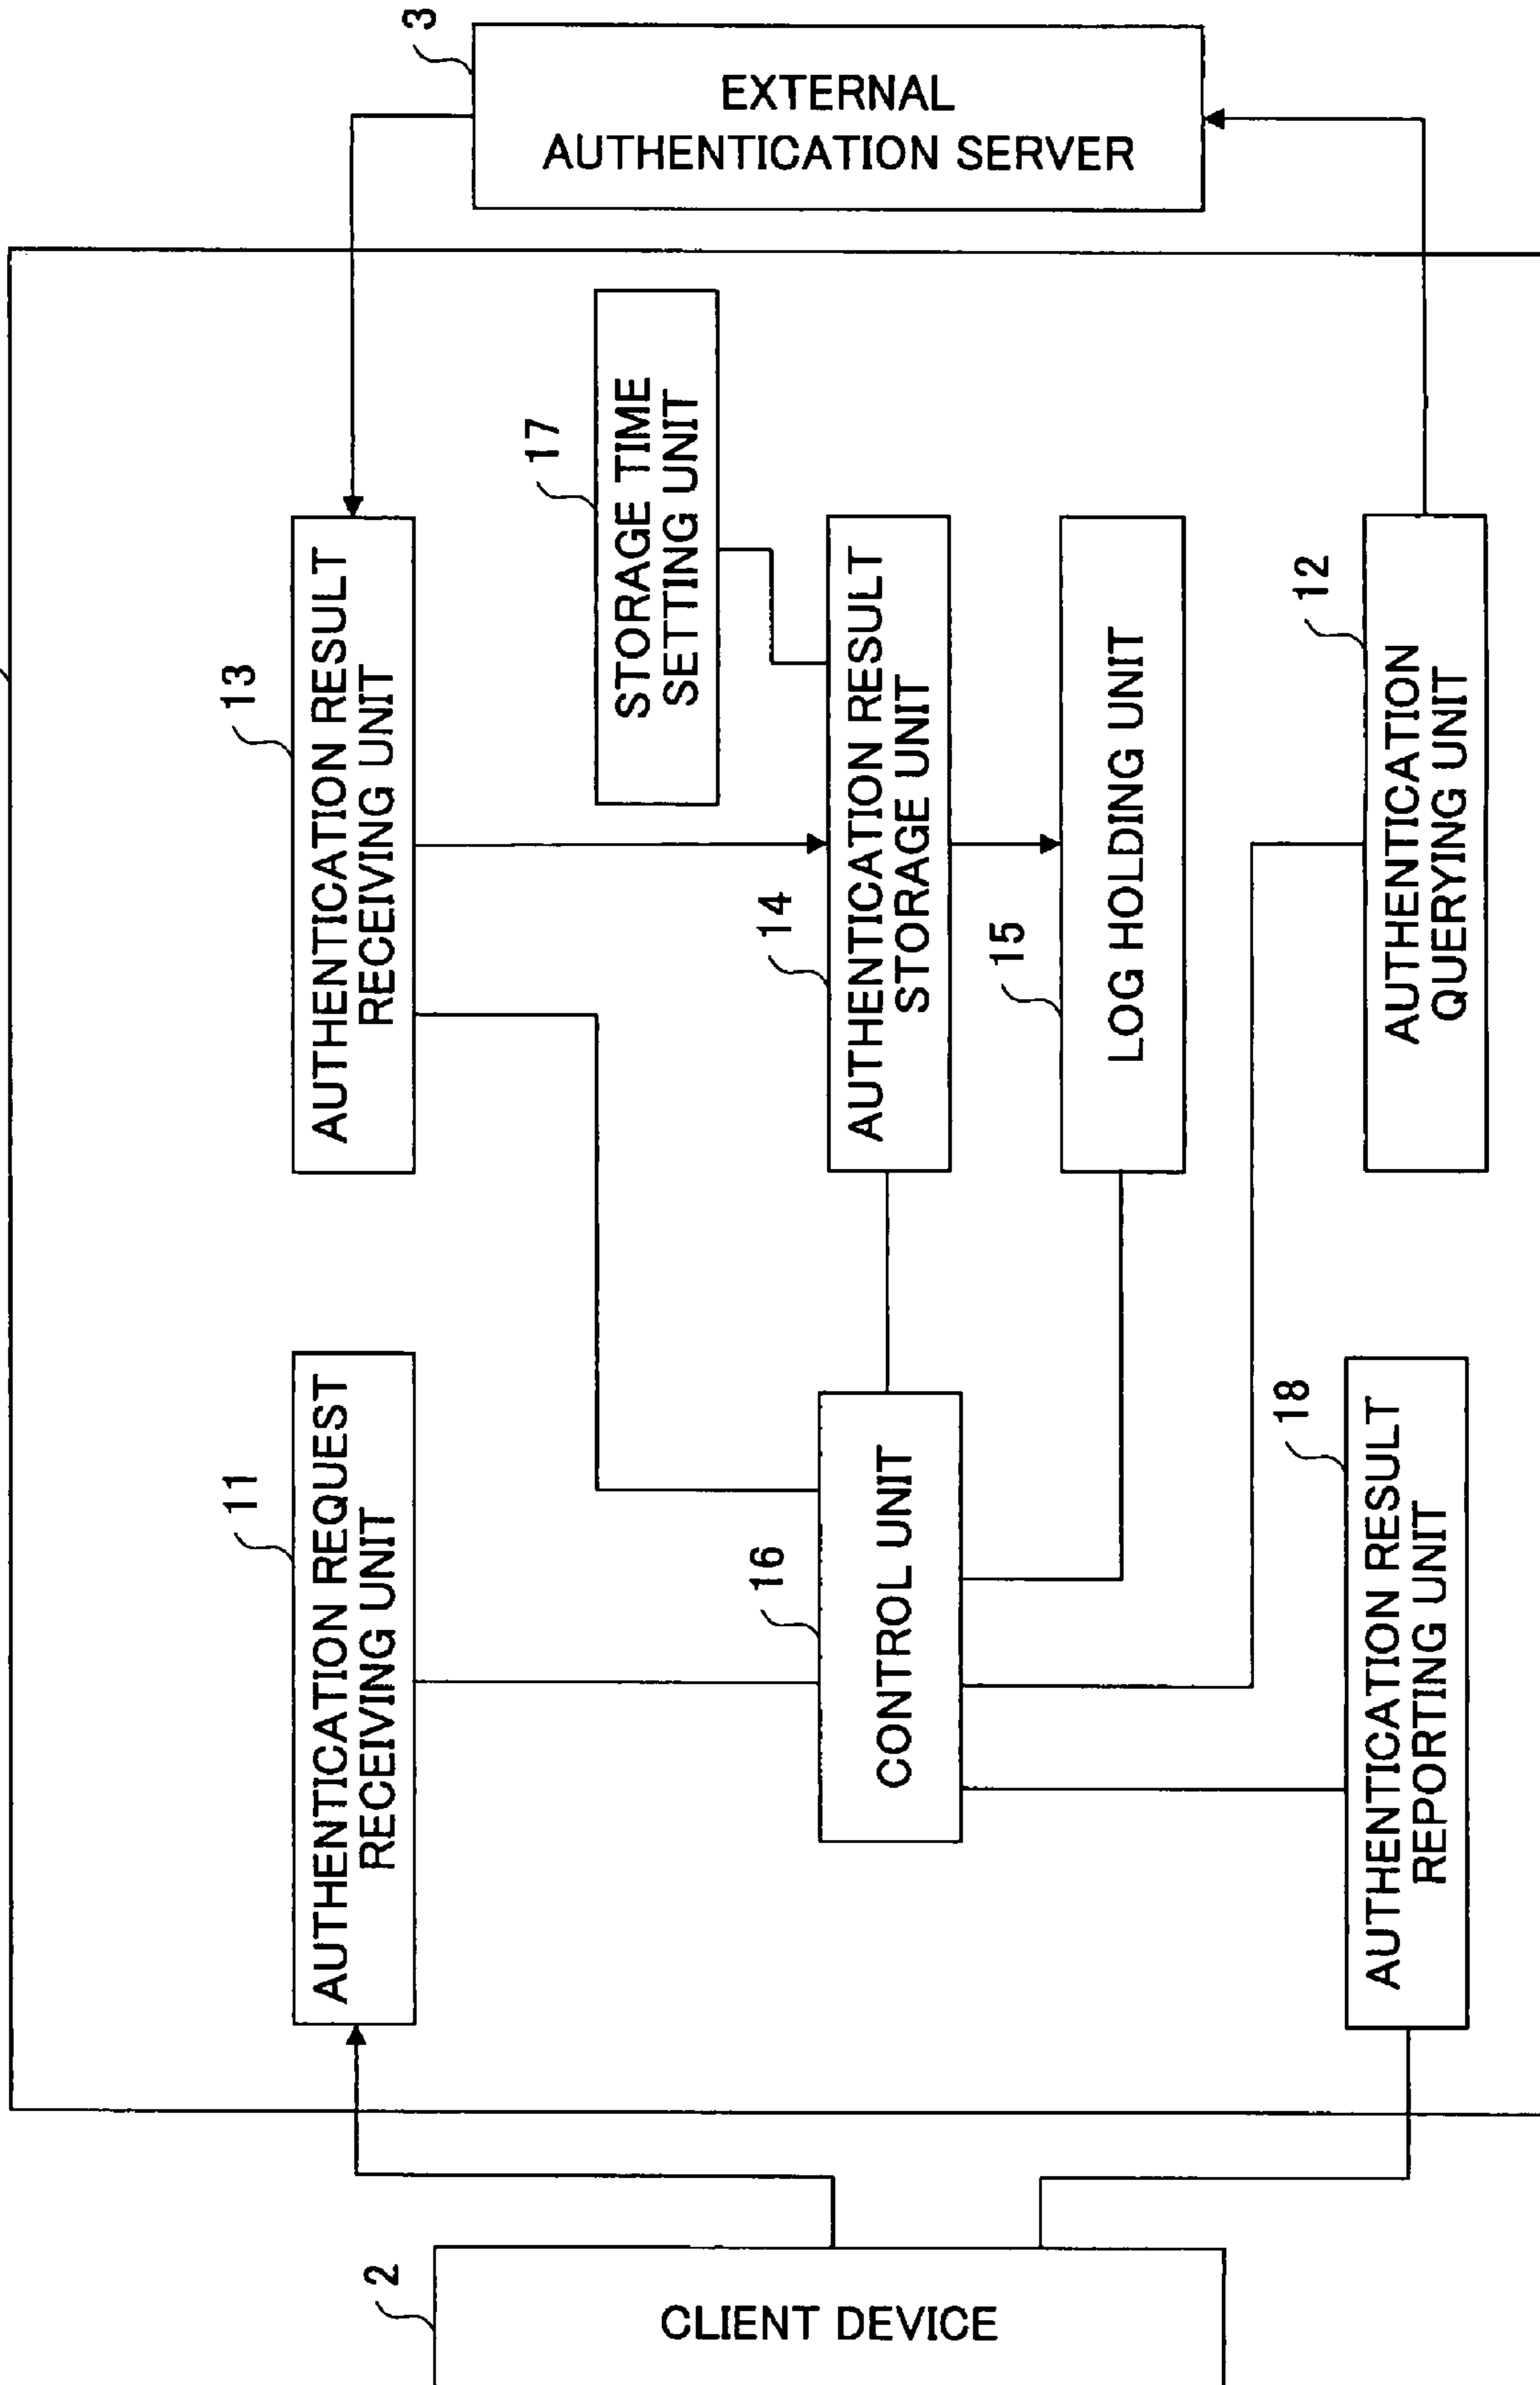 3
EXTERNAL
AUTHENTICATION SERVER
13
AUTHENTICATION RESULT
RECEIVING UNIT
17
STORAGE TIME
SETTING UNIT
14
AUTHENTICATION RESULT
STORAGE UNIT
15
LOG HOLDING UNIT
12
AUTHENTICATION
QUERYING UNIT
11
AUTHENTICATION REQUEST
RECEIVING UNIT
16
CONTROL UNIT
18
AUTHENTICATION RESULT
REPORTING UNIT
2
CLIENT DEVICE